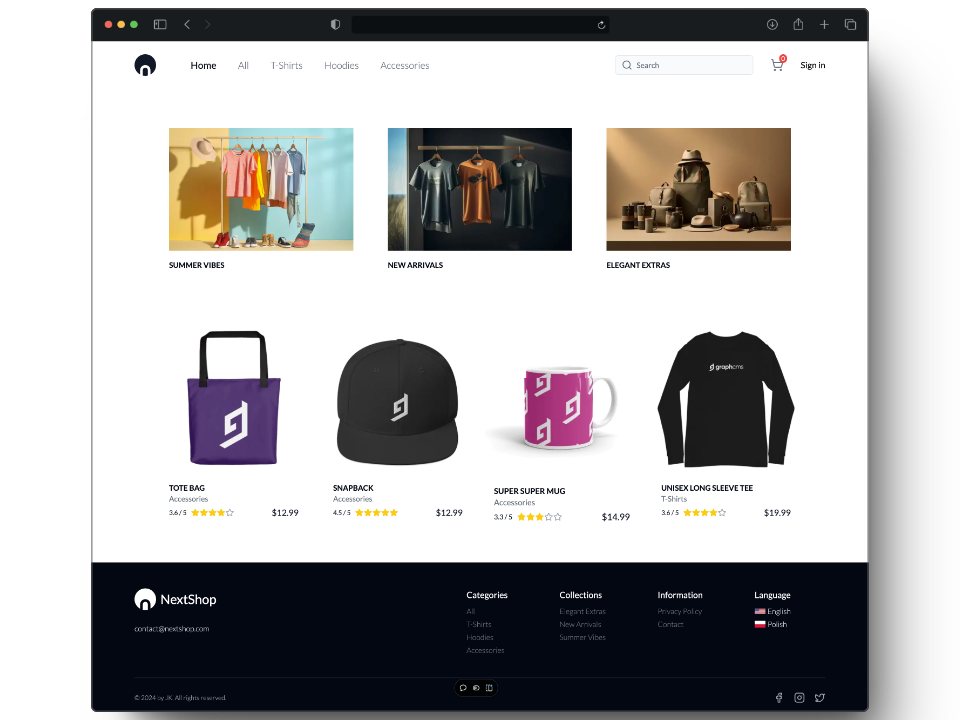 Home All T-Shirts Hoodies Accessories Search 0 Sign in
SUMMER VIBES
NEW ARRIVALS
ELEGANT EXTRAS
graphcms
TOTE BAG
Accessories
3.6 / 5 $12.99
SNAPBACK
Accessories
4.5 / 5 $12.99
SUPER SUPER MUG
Accessories
3.3 / 5 $14.99
UNISEX LONG SLEEVE TEE
T-Shirts
3.6 / 5 $19.99
NextShop
contact@nextshop.com
Categories
All
T-Shirts
Hoodies
Accessories
Collections
Elegant Extras
New Arrivals
Summer Vibes
Information
Privacy Policy
Contact
Language
English
Polish
© 2024 by JK. All rights reserved.